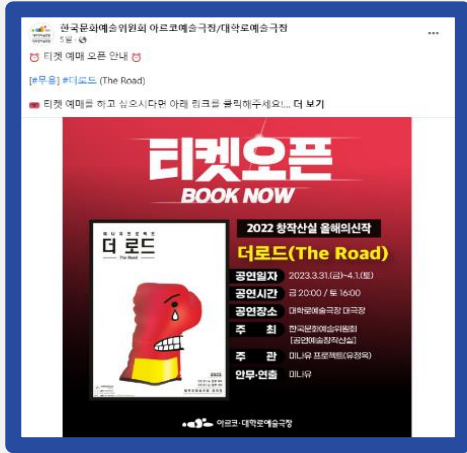 한국문화예술위원회 아르코예술극장/대학로예술극장
5일
티켓 예매 오픈 안내
[#무용] #더로드 (The Road)
티켓 예매를 하고 싶으시다면 아래 링크를 클릭해주세요!... 더 보기
티켓오픈
BOOK NOW
2022 창작산실 올해의신작
더로드(The Road)
공연일자 2023.3.31.(금)-4.1.(토)
공연시간 금 20:00 / 토 16:00
공연장소 대학로예술극장 대극장
주 최 한국문화예술위원회
[공연예술창작산실]
주 관 미나유 프로젝트(유정옥)
안무·연출 미나유
더 로드
The Road
아르코·대학로예술극장